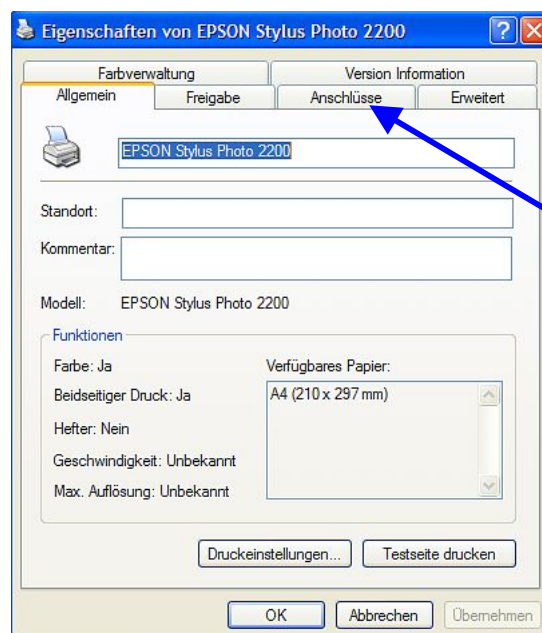 Eigenschaften von EPSON Stylus Photo 2200
Farbverwaltung Version Information
Allgemein Freigabe Anschlüsse Erweitert
EPSON Stylus Photo 2200
Standort:
Kommentar:
Modell: EPSON Stylus Photo 2200
Funktionen
Farbe: Ja Verfügbares Papier:
Beidseitiger Druck: Ja A4 (210 x 297 mm)
Hefter: Nein
Geschwindigkeit: Unbekannt
Max. Auflösung: Unbekannt
Druckeinstellungen... Testseite drucken
OK Abbrechen Übernehmen